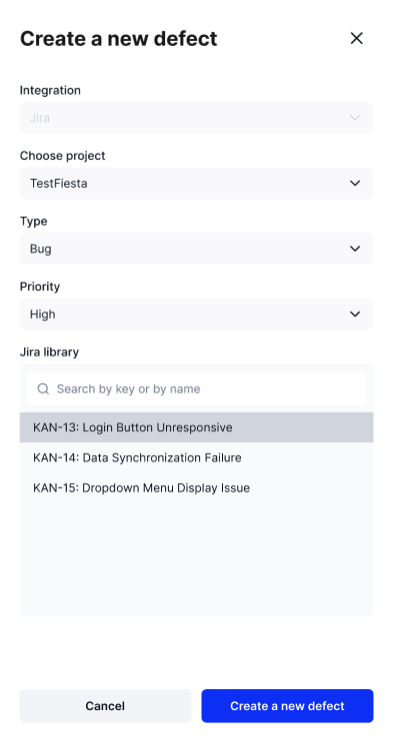 Create a new defect
Integration
Jira
Choose project
TestFiesta
Type
Bug
Priority
High
Jira library
Search by key or by name
KAN-13: Login Button Unresponsive
KAN-14: Data Synchronization Failure
KAN-15: Dropdown Menu Display Issue
Cancel
Create a new defect